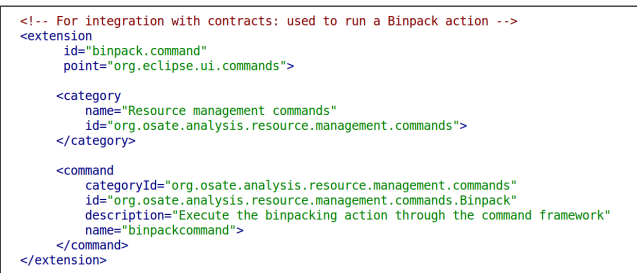 <!-- For integration with contracts: used to run a Binpack action -->
<extension
id="binpack.command"
point="org.eclipse.ui.commands">
<category
name="Resource management commands"
id="org.osate.analysis.resource.management.commands">
</category>
<command
categoryId="org.osate.analysis.resource.management.commands"
id="org.osate.analysis.resource.management.commands.Binpack"
description="Execute the binpacking action through the command framework"
name="binpackcommand">
</command>
</extension>